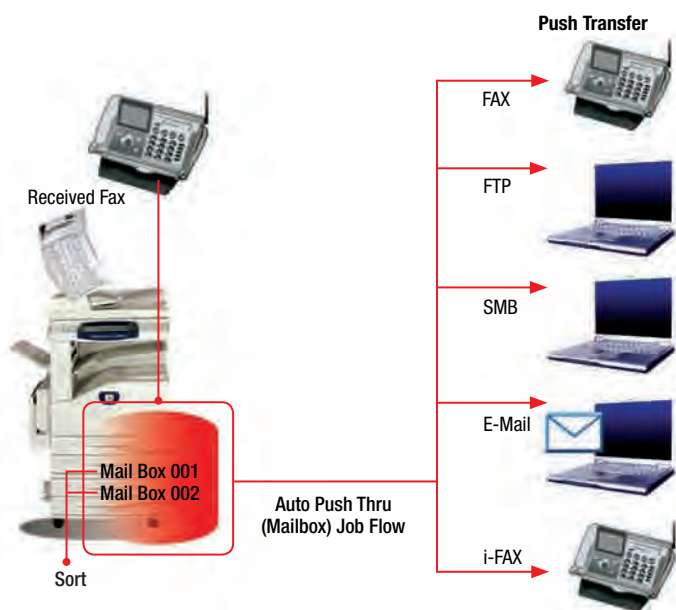 Push Transfer
FAX
Received Fax
FTP
SMB
E-Mail
Mail Box 001
Mail Box 002
Auto Push Thru
(Mailbox) Job Flow
i-FAX
Sort